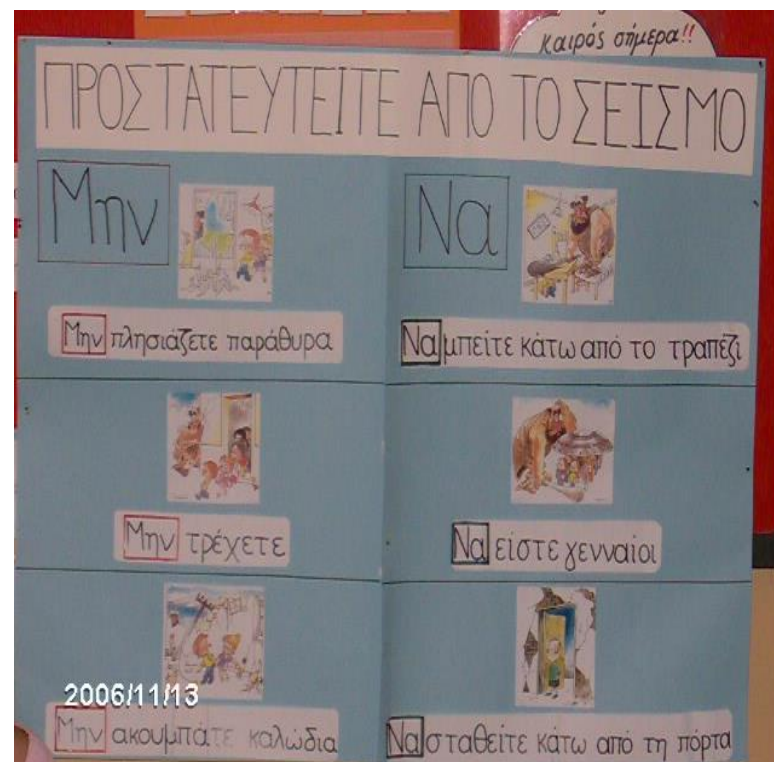 καιρός σήμερα!!
ΠΡΟΣΤΑΤΕΥΤΕΙΤΕ ΑΠΟ ΤΟ ΣΕΙΣΜΟ
Μην
Να
Μην πλησιάζετε παράθυρα
Να μπείτε κάτω από το τραπέζι
Μην τρέχετε
Να είστε γενναίοι
Μην ακουμπάτε καλώδια
Να σταθείτε κάτω από τη πόρτα
2006/11/13